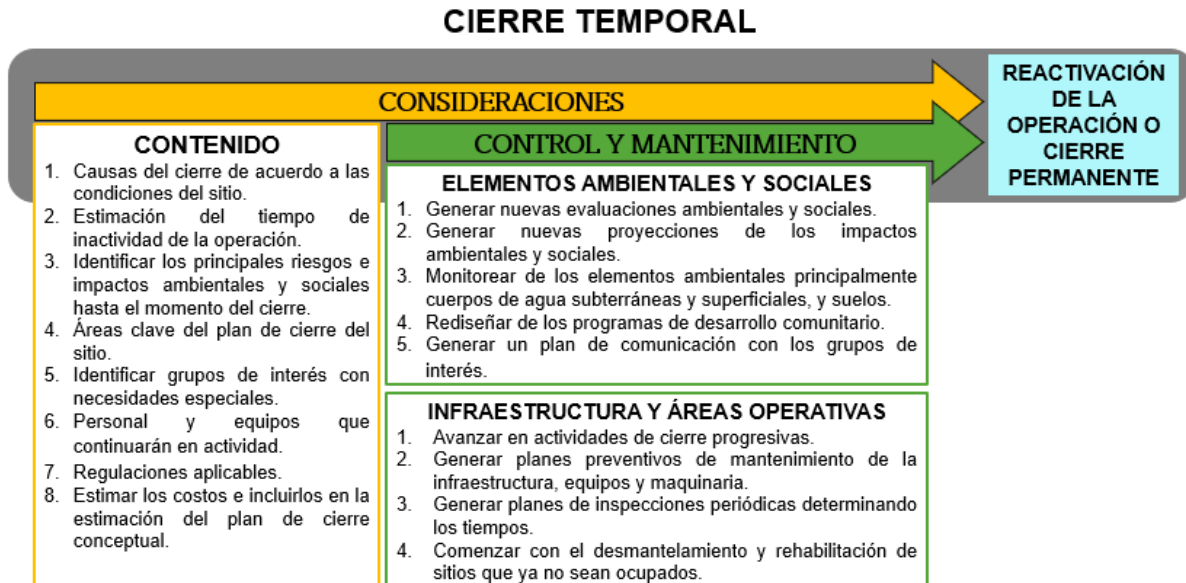 CIERRE TEMPORAL
CONSIDERACIONES
REACTIVACIÓN
DE LA
OPERACIÓN O
CIERRE
PERMANENTE
CONTENIDO
1. Causas del cierre de acuerdo a las
condiciones del sitio.
2. Estimación del tiempo de
inactividad de la operación.
3. Identificar los principales riesgos e
impactos ambientales y sociales
hasta el momento del cierre.
4. Áreas clave del plan de cierre del
sitio.
5. Identificar grupos de interés con
necesidades especiales.
6. Personal y equipos que
continuarán en actividad.
7. Regulaciones aplicables.
8. Estimar los costos e incluirlos en la
estimación del plan de cierre
conceptual.
CONTROL Y MANTENIMIENTO
ELEMENTOS AMBIENTALES Y SOCIALES
1. Generar nuevas evaluaciones ambientales y sociales.
2. Generar nuevas proyecciones de los impactos
ambientales y sociales.
3. Monitorear de los elementos ambientales principalmente
cuerpos de agua subterráneas y superficiales, y suelos.
4. Rediseñar de los programas de desarrollo comunitario.
5. Generar un plan de comunicación con los grupos de
interés.
INFRAESTRUCTURA Y ÁREAS OPERATIVAS
1. Avanzar en actividades de cierre progresivas.
2. Generar planes preventivos de mantenimiento de la
infraestructura, equipos y maquinaria.
3. Generar planes de inspecciones periódicas determinando
los tiempos.
4. Comenzar con el desmantelamiento y rehabilitación de
sitios que ya no sean ocupados.